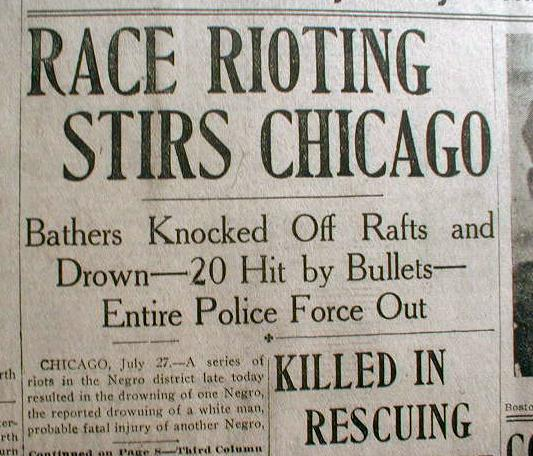 RACE RIOTING
STIRS CHICAGO
Bathers Knocked Off Rafts and
Drown—20 Hit by Bullets—
Entire Police Force Out
CHICAGO, July 27.—A series of
riots in the Negro district late today
resulted in the drowning of one Negro,
the reported drowning of a white man,
probable fatal injury of another Negro,
Continued on Page 8—Third Column
KILLED IN
RESCUING
rth
ter-
rth
urn
Bosto
CO